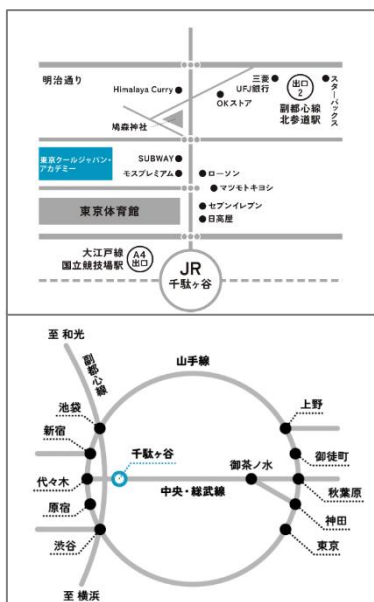 明治通り
Himalaya Curry
三菱
UFJ銀行
出口
2
スターバックス
OKストア
副都心線
北参道駅
鳩森神社
東京クールジャパン・
アカデミー
SUBWAY
モスプレミアム
ローソン
マツモトキヨシ
東京体育館
セブンイレブン
日高屋
大江戸線
国立競技場駅
A4
出口
JR
千駄ヶ谷
至 和光
副都心線
山手線
池袋
上野
新宿
千駄ヶ谷
御茶ノ水
御徒町
代々木
中央・総武線
秋葉原
原宿
神田
渋谷
東京
至 横浜